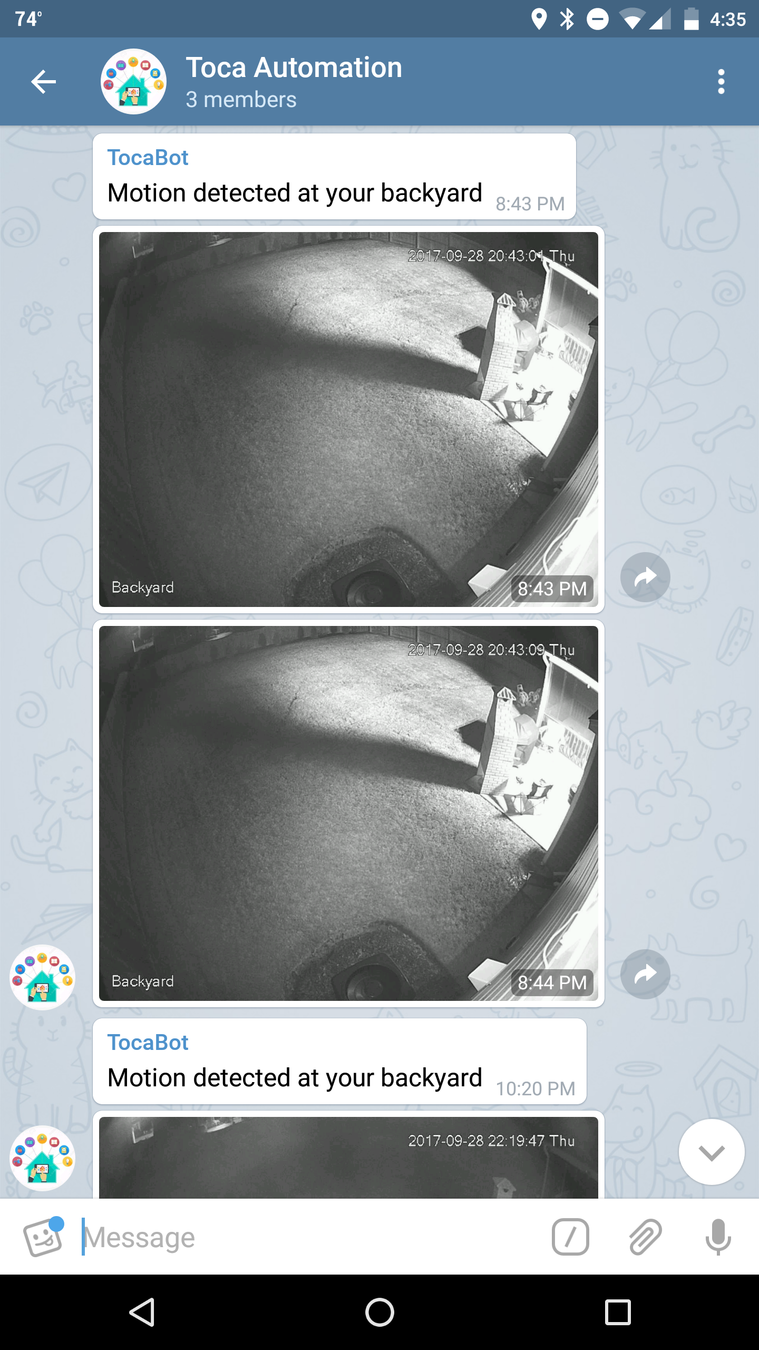 74°
4:35
Toca Automation
3 members
TocaBot
Motion detected at your backyard
8:43 PM
2017-09-28 20:43:01 Thu
Backyard
8:43 PM
2017-09-28 20:43:09 Thu
Backyard
8:44 PM
TocaBot
Motion detected at your backyard
10:20 PM
2017-09-28 22:19:47 Thu
Message